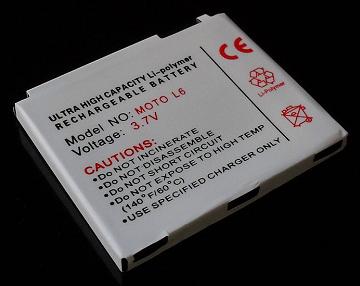 ULTRA HIGH CAPACITY Li-polymer
RECHARGEABLE BATTERY
Model NO: MOTO L6
Voltage: 3.7V
CAUTIONS:
•Do NOT INCINERATE
•Do NOT DISASSEMBLE
•Do NOT SHORT CIRCUIT
•Do NOT EXPOSE TO HIGH TEMP
(140°F/60°C)
•USE SPECIFIED CHARGER ONLY
CE
Li-Polymer